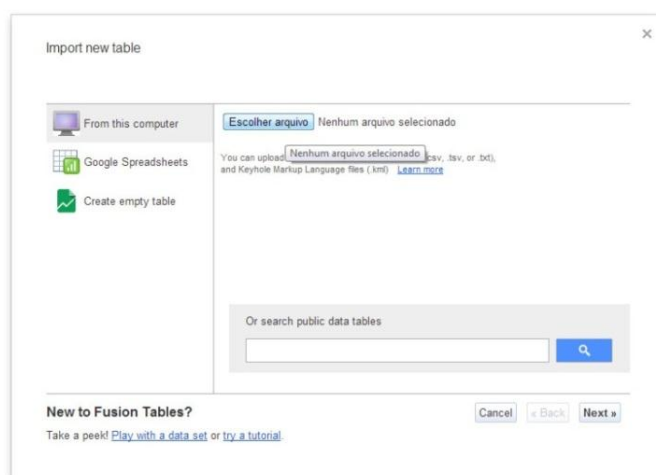 Import new table
From this computer
Google Spreadsheets
Create empty table
Escolher arquivo Nenhum arquivo selecionado
Nenhum arquivo selecionado
You can upload csv, .tsv, or .txt),
and Keyhole Markup Language files (.kml) Learn more
Or search public data tables
New to Fusion Tables?
Take a peek! Play with a data set or try a tutorial.
Cancel « Back Next »